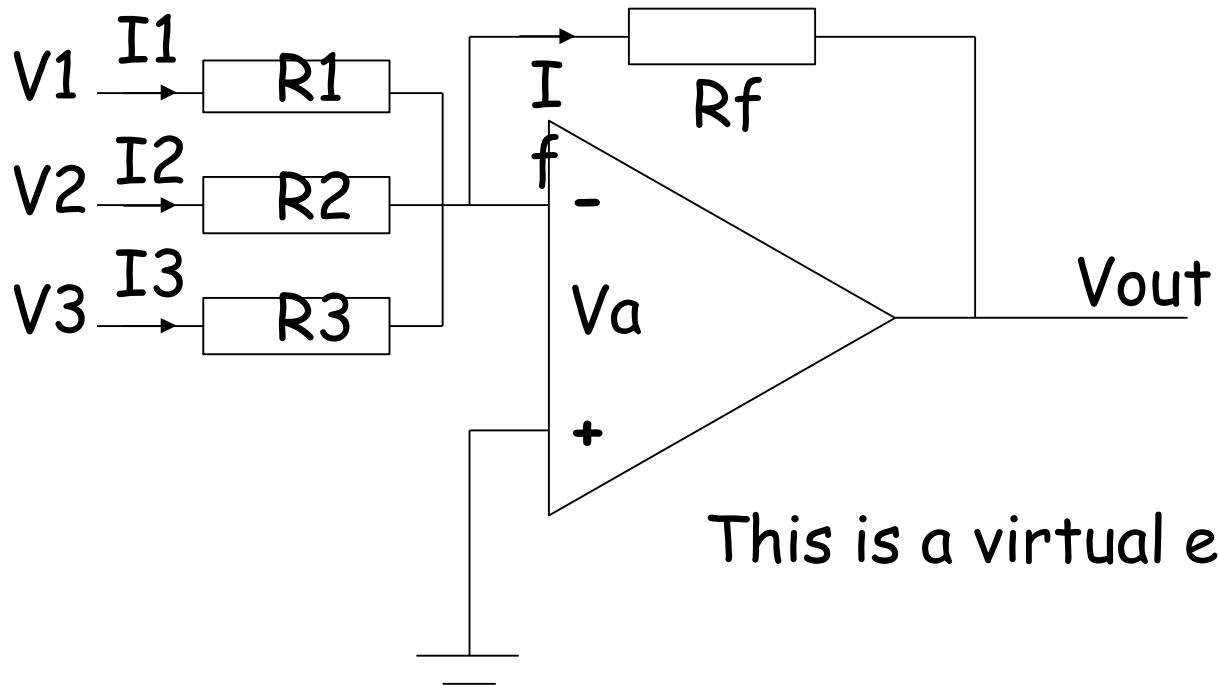 I1
V1
R1
I
f
Rf
I2
V2
R2
-
I3
V3
R3
Va
Vout
+
This is a virtual e